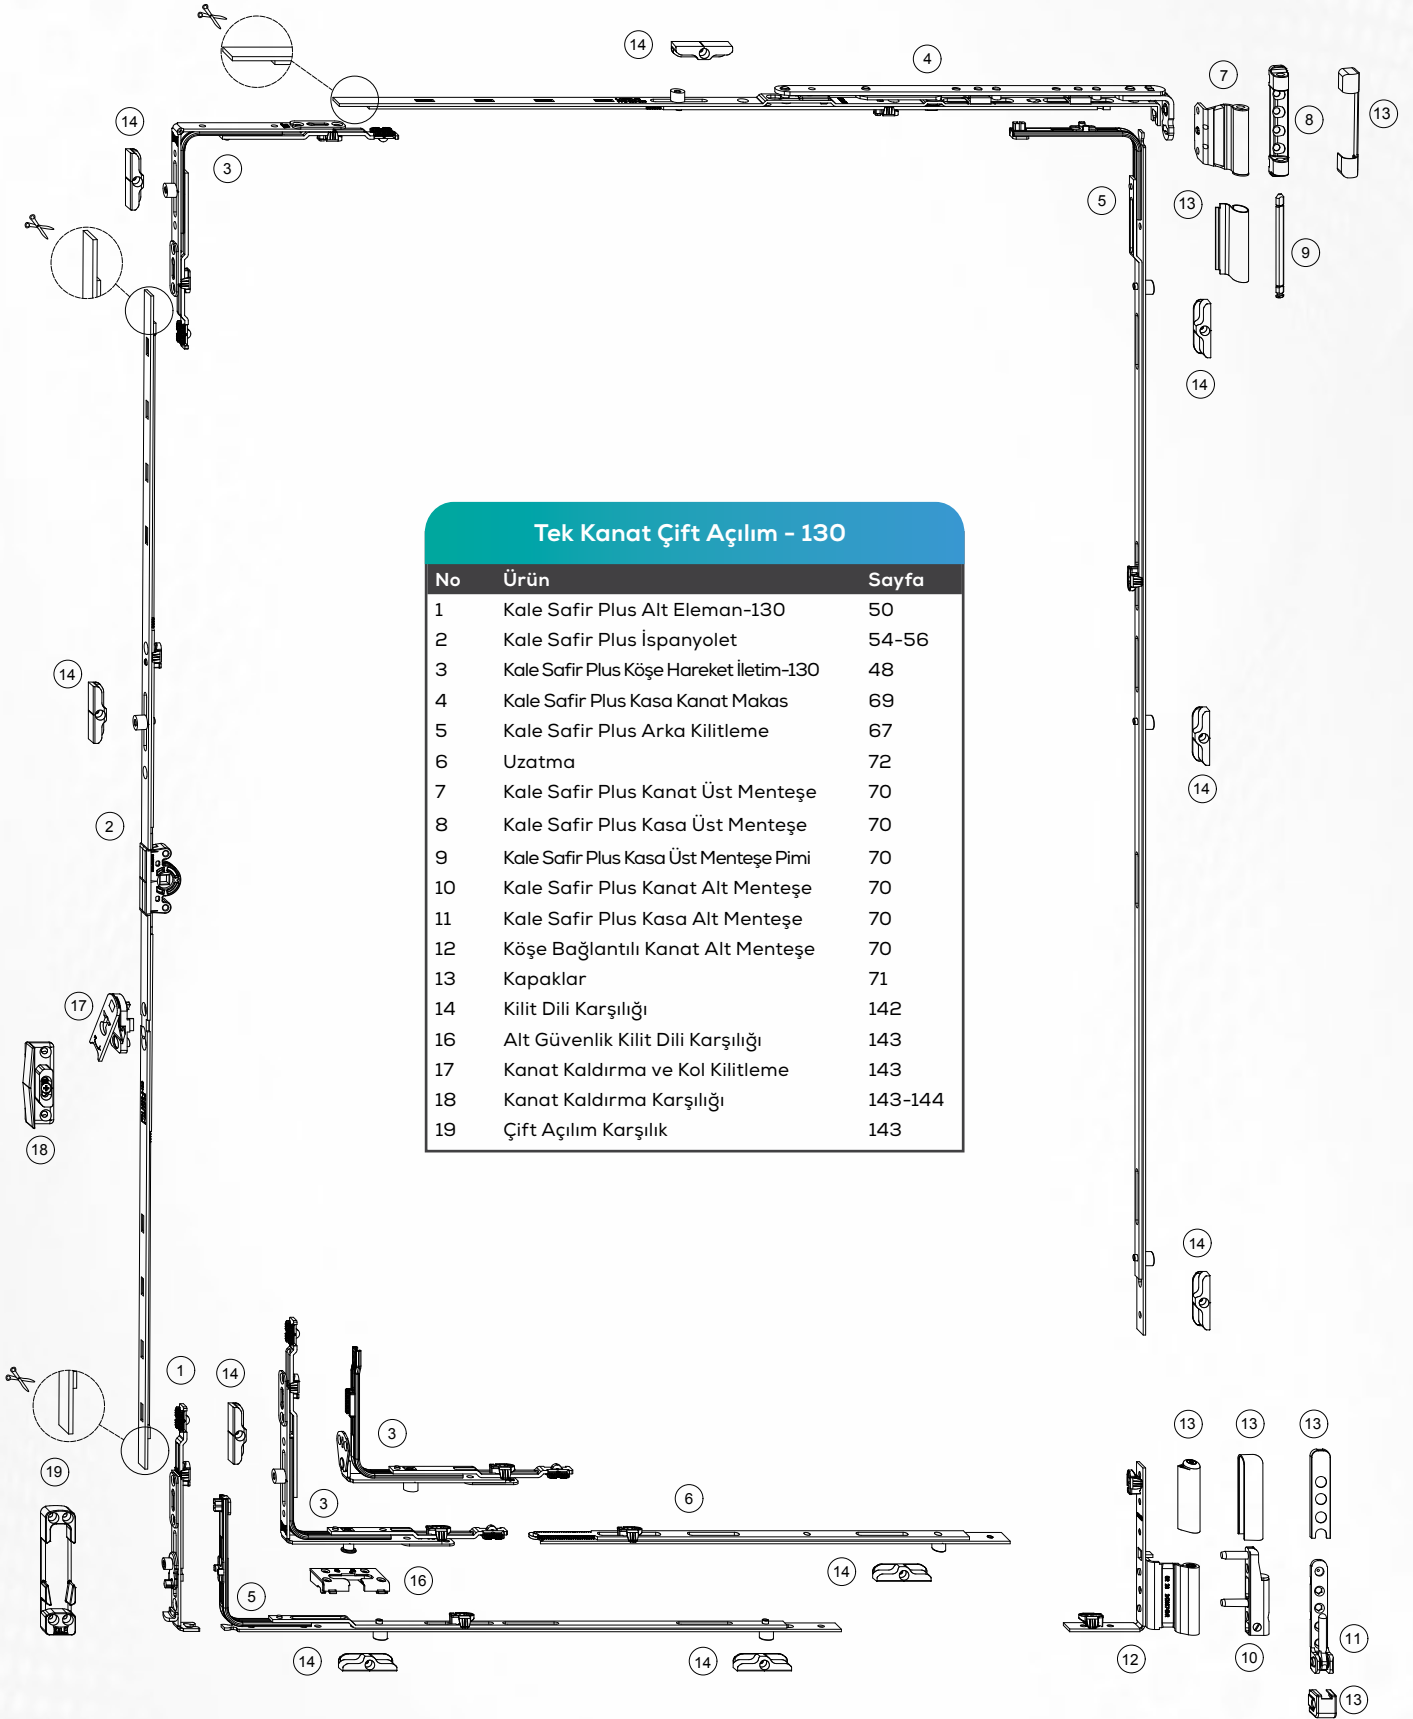 14
4
7
8
13
14
3
5
13
9
14
Tek Kanat Çift Açılım - 130
No Ürün Sayfa
1 Kale Safir Plus Alt Eleman-130 50
2 Kale Safir Plus İspanyolet 54-56
3 Kale Safir Plus Köşe Hareket İletim-130 48
4 Kale Safir Plus Kasa Kanat Makas 69
5 Kale Safir Plus Arka Kilitleme 67
6 Uzatma 72
7 Kale Safir Plus Kanat Üst Menteşe 70
8 Kale Safir Plus Kasa Üst Menteşe 70
9 Kale Safir Plus Kasa Üst Menteşe Pimi 70
10 Kale Safir Plus Kanat Alt Menteşe 70
11 Kale Safir Plus Kasa Alt Menteşe 70
12 Köşe Bağlantılı Kanat Alt Menteşe 70
13 Kapaklar 71
14 Kilit Dili Karşılığı 142
16 Alt Güvenlik Kilit Dili Karşılığı 143
17 Kanat Kaldırma ve Kol Kilitleme 143
18 Kanat Kaldırma Karşılığı 143-144
19 Çift Açılım Karşılık 143
14
14
2
17
18
14
1
14
3
13
13
13
19
3
6
16
14
5
14
14
12
10
11
13